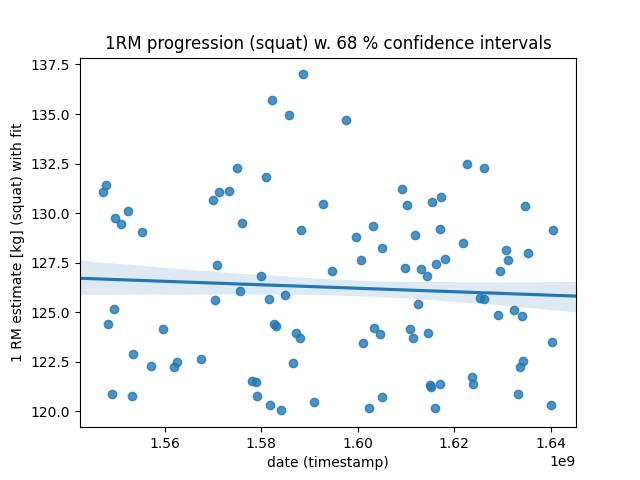 1RM progression (squat) w. 68 % confidence intervals
1 RM estimate [kg] (squat) with fit
137.5
135.0
132.5
130.0
127.5
125.0
122.5
120.0
1.56 1.58 1.60 1.62 1.64
1e9
date (timestamp)